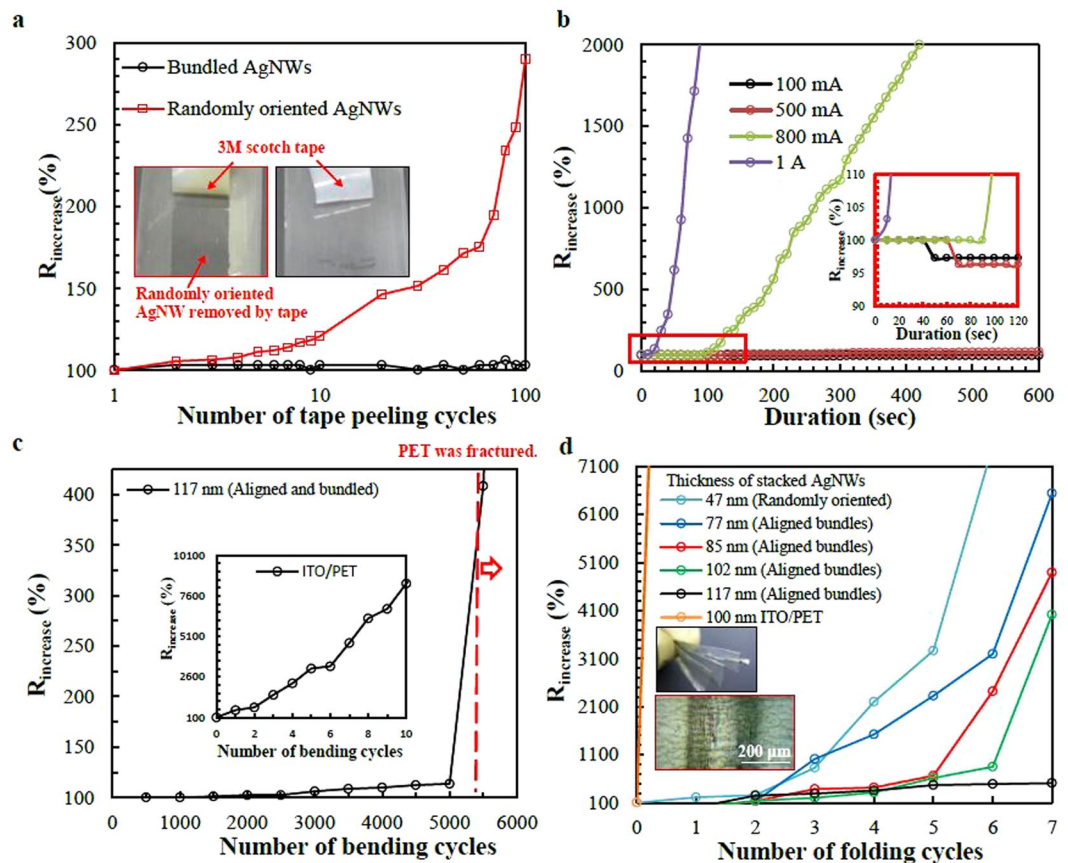 a
300
250
200
150
100
R_increase(%)
Bundled AgNWs
Randomly oriented AgNWs
3M scotch tape
Randomly oriented
AgNW removed by tape
1
10
100
Number of tape peeling cycles
b
2000
1500
1000
500
0
R_increase (%)
100 mA
500 mA
800 mA
1 A
110
105
100
95
90
R_increase (%)
0 20 40 60 80 100 120
Duration (sec)
0 100 200 300 400 500 600
Duration (sec)
c
PET was fractured.
400
350
300
250
200
150
100
R_increase (%)
117 nm (Aligned and bundled)
10100
7600
5100
2600
100
R_increase (%)
ITO/PET
0 2 4 6 8 10
Number of bending cycles
0 1000 2000 3000 4000 5000 6000
Number of bending cycles
d
7100
6100
5100
4100
3100
2100
1100
100
R_increase (%)
Thickness of stacked AgNWs
47 nm (Randomly oriented)
77 nm (Aligned bundles)
85 nm (Aligned bundles)
102 nm (Aligned bundles)
117 nm (Aligned bundles)
100 nm ITO/PET
200 µm
0 1 2 3 4 5 6 7
Number of folding cycles